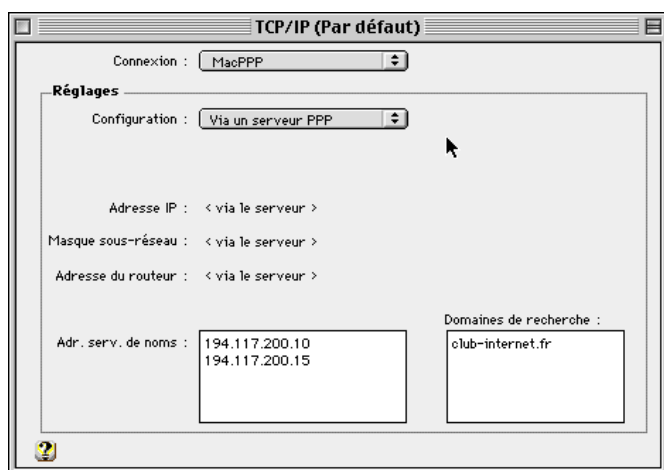 TCP/IP (Par défaut)
Connexion : MacPPP
Réglages
Configuration : Via un serveur PPP
Adresse IP : < via le serveur >
Masque sous-réseau : < via le serveur >
Adresse du routeur : < via le serveur >
Domaines de recherche :
Adr. serv. de noms : 194.117.200.10 club-internet.fr
194.117.200.15
?